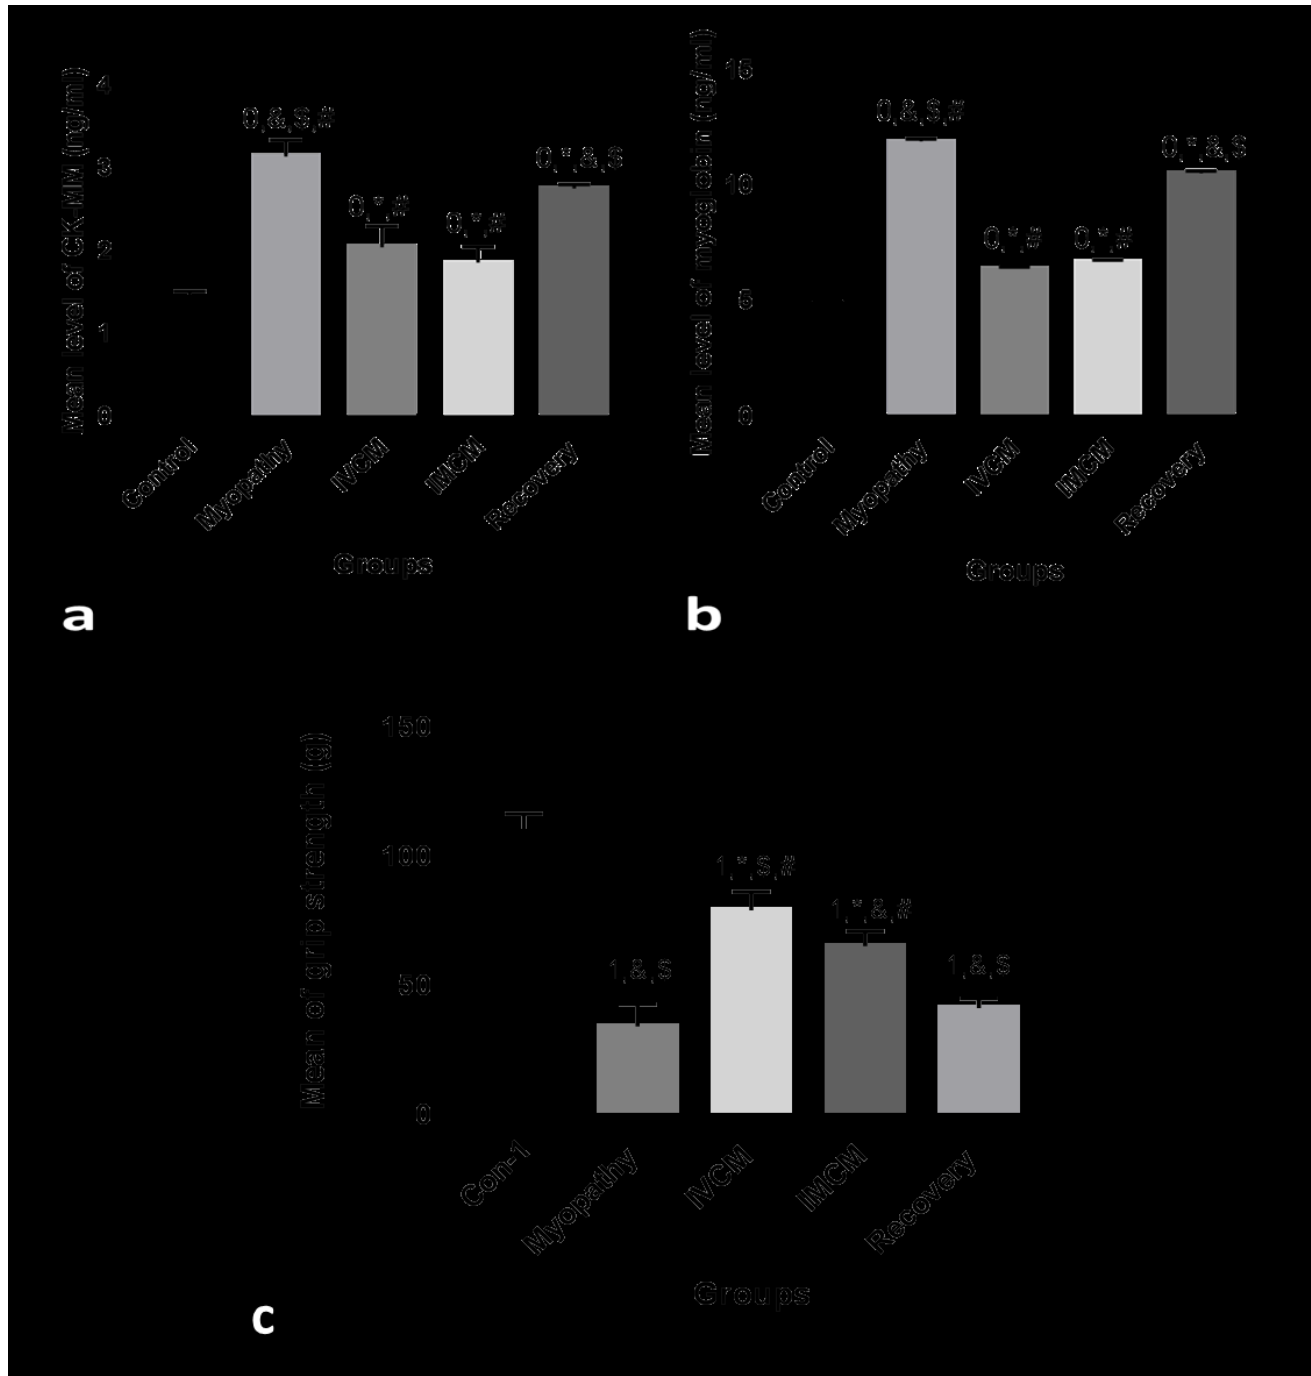 Mean level of CK-MM (ng/ml)
4
3
2
1
0
0,&,$,#
0,*,#
0,*,#
0,*,&,$
Control
Myopathy
IVCM
IMCM
Recovery
Groups
a
Mean level of myoglobin (ng/ml)
15
10
5
0
0,&,$,#
0,*,#
0,*,#
0,*,&,$
Control
Myopathy
IVCM
IMCM
Recovery
Groups
b
Mean of grip strength (g)
150
100
50
0
1,&,$
1,*,$,#
1,*,&,#
1,&,$
Con-1
Myopathy
IVCM
IMCM
Recovery
Groups
c